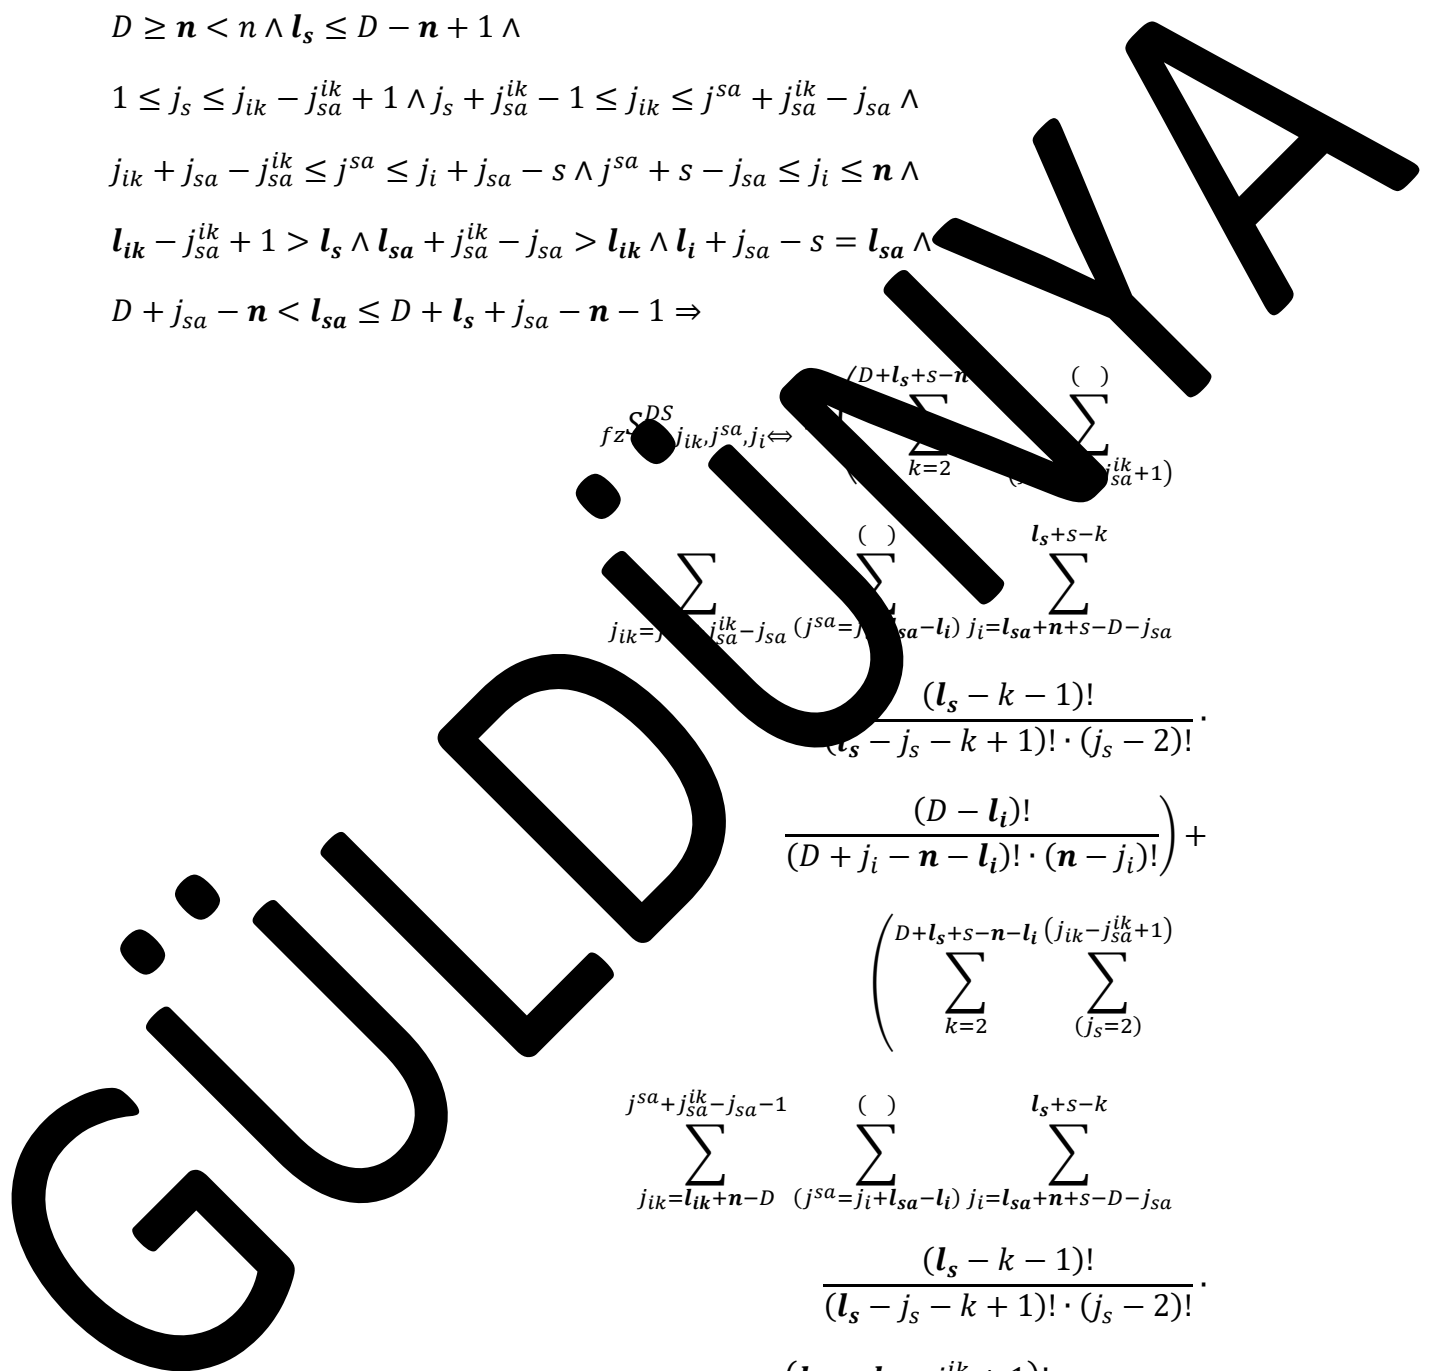 D ≥ n < n ∧ l_s ≤ D − n + 1 ∧
1 ≤ j_s ≤ j_ik − j_sa^ik + 1 ∧ j_s + j_sa^ik − 1 ≤ j_ik ≤ j^sa + j_sa^ik − j_sa ∧
j_ik + j_sa − j_sa^ik ≤ j^sa ≤ j_i + j_sa − s ∧ j^sa + s − j_sa ≤ j_i ≤ n ∧
l_ik − j_sa^ik + 1 > l_s ∧ l_sa + j_sa^ik − j_sa > l_ik ∧ l_i + j_sa − s = l_sa ∧
D + j_sa − n < l_sa ≤ D + l_s + j_sa − n − 1 ⇒
D+l_s+s−n ( )
fz S^DS j_ik,j^sa,j_i ⇔ ( ∑ ∑
k=2 j_sa^ik+1)
( ) l_s+s−k
∑ ∑ ∑
j_ik= j_sa^ik−j_sa (j^sa= l_sa−l_i) j_i=l_sa+n+s−D−j_sa
(l_s − k − 1)!
(l_s − j_s − k + 1)! · (j_s − 2)! ·
(D − l_i)!
(D + j_i − n − l_i)! · (n − j_i)! ) +
D+l_s+s−n−l_i (j_ik−j_sa^ik+1)
( ∑ ∑
k=2 (j_s=2)
j^sa+j_sa^ik−j_sa−1 ( ) l_s+s−k
∑ ∑ ∑
j_ik=l_ik+n−D (j^sa=j_i+l_sa−l_i) j_i=l_sa+n+s−D−j_sa
(l_s − k − 1)!
(l_s − j_s − k + 1)! · (j_s − 2)! ·
GÜLDÜNYA